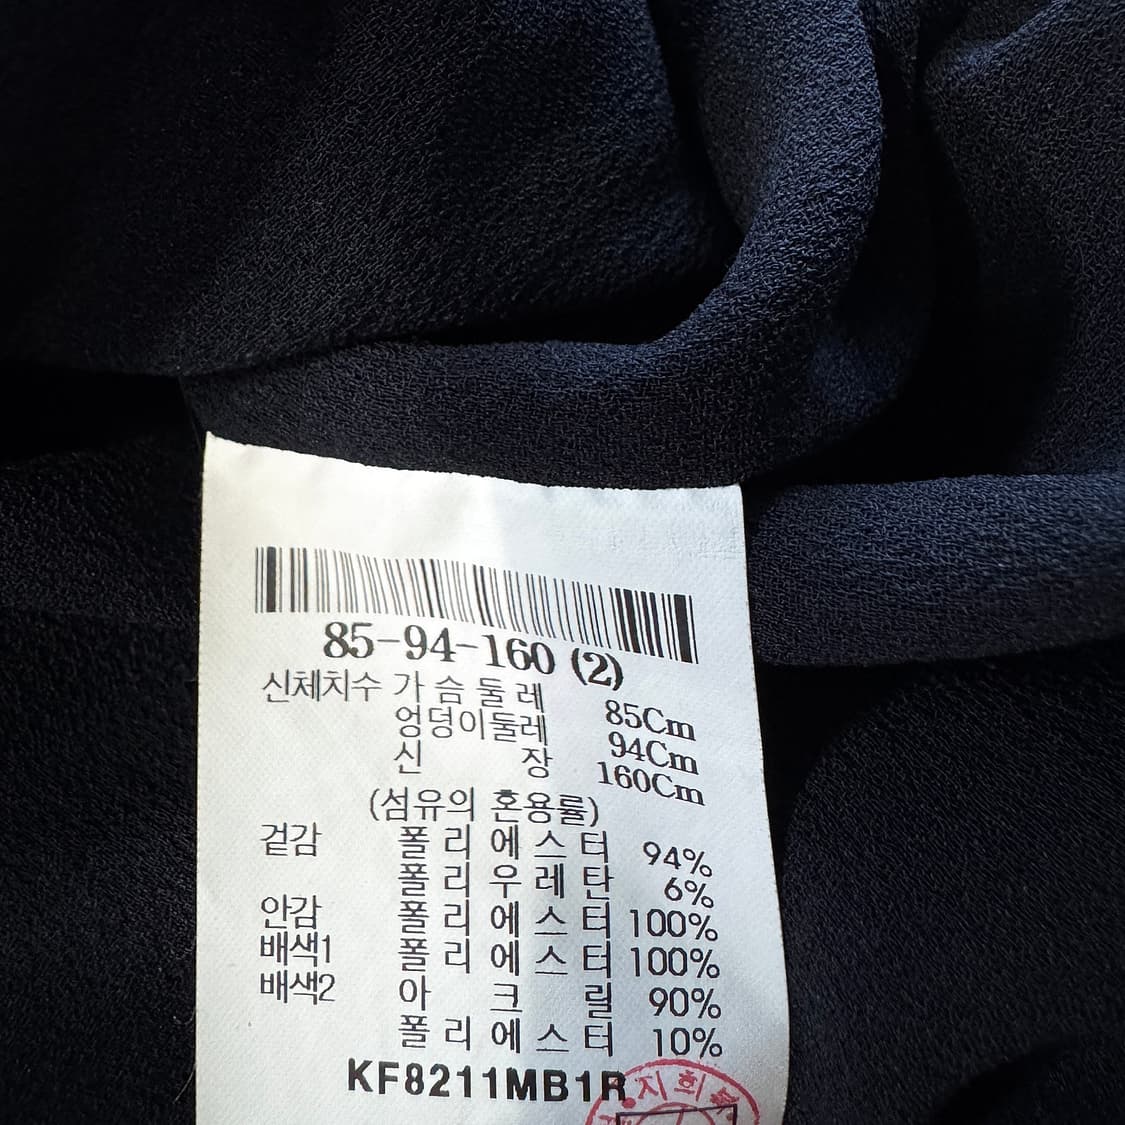 85-94-160 (2)
신체치수 가슴둘레 85Cm
엉덩이둘레 94Cm
신 장 160Cm
(섬유의 혼용률)
겉감 폴리에스터 94%
폴리우레탄 6%
안감 폴리에스터 100%
배색1 폴리에스터 100%
배색2 아크릴 90%
폴리에스터 10%
KF8211MB1R
지희